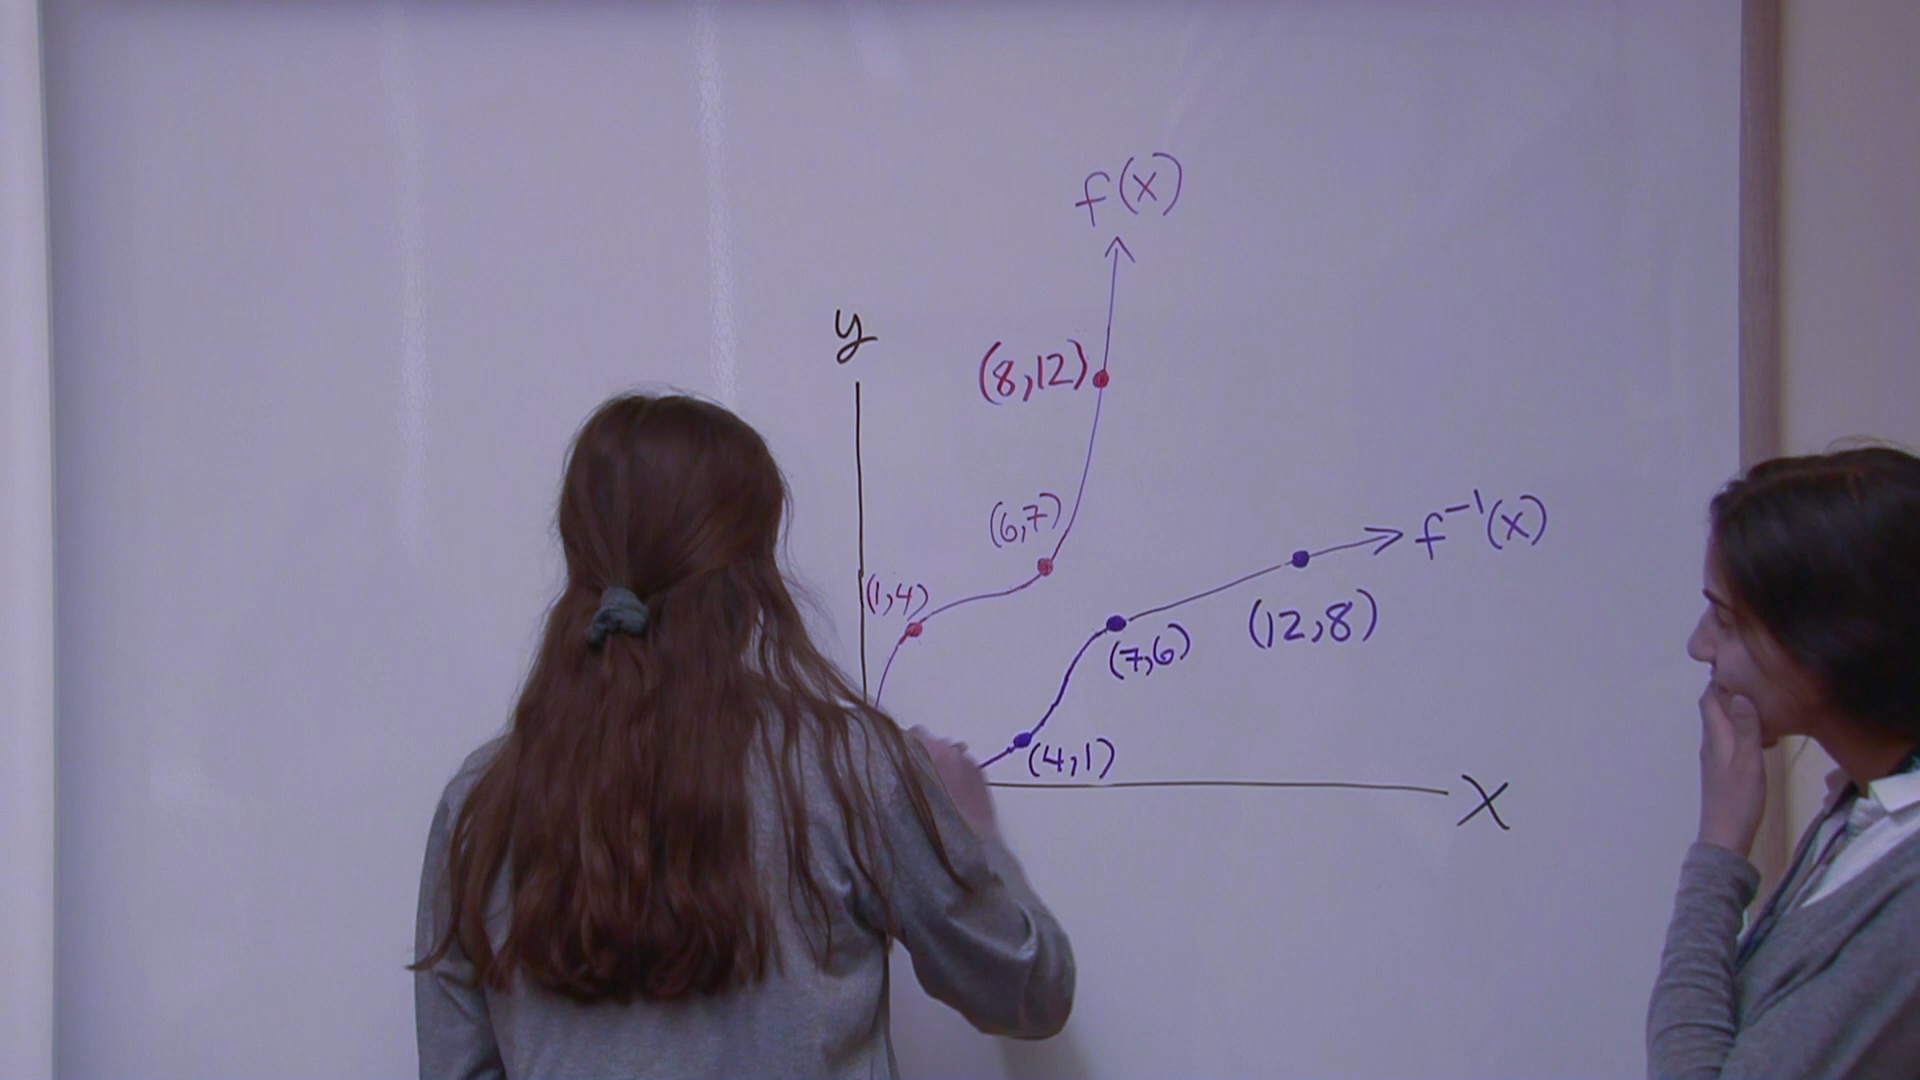 f(x)
y
(8,12)
(6,7)
f⁻¹(x)
(1,4)
(12,8)
(7,6)
(4,1)
x